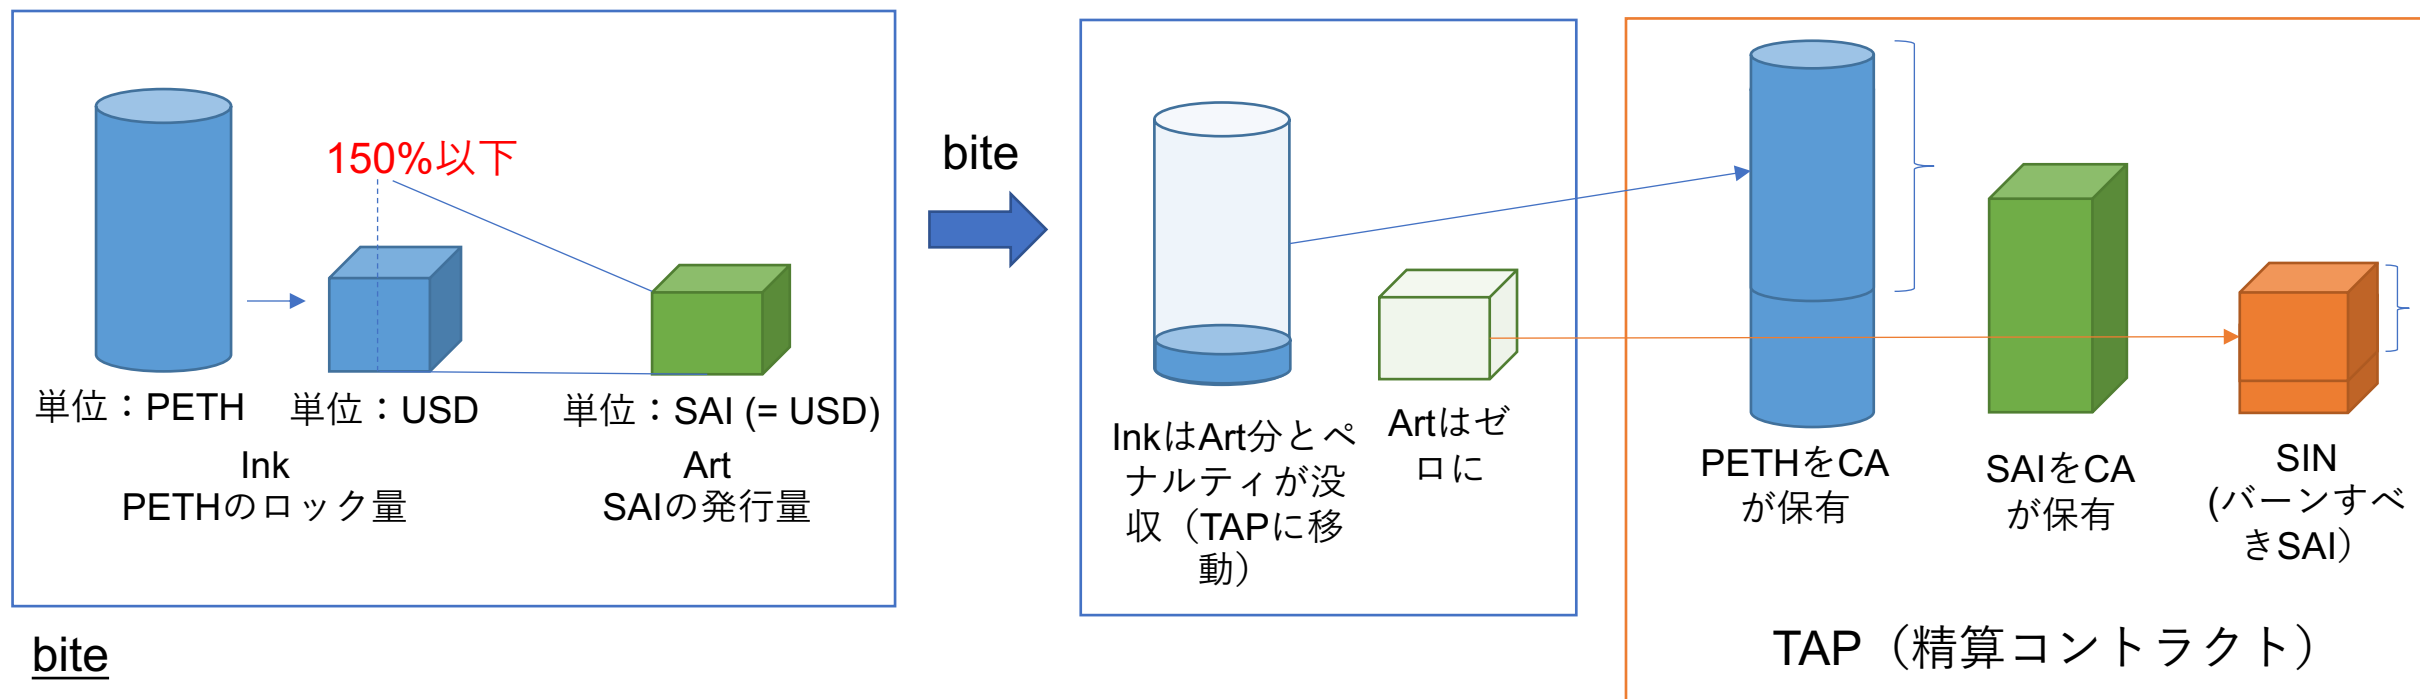 150%以下
単位：PETH
単位：USD
単位：SAI (= USD)
Ink
PETHのロック量
Art
SAIの発行量
bite
bite
InkはArt分とペ
ナルティが没
収（TAPに移
動）
Artはゼ
ロに
PETHをCA
が保有
SAIをCA
が保有
SIN
(バーンすべ
きSAI）
TAP（精算コントラクト）